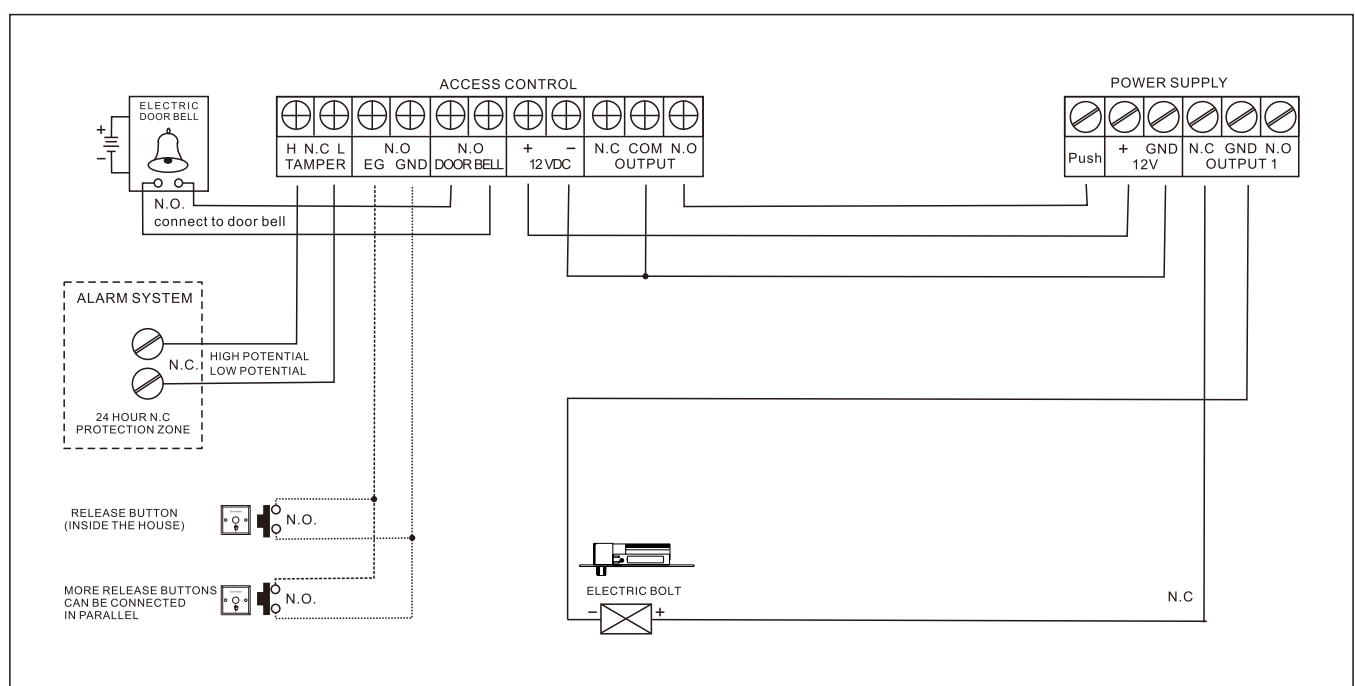 ACCESS CONTROL
POWER SUPPLY
ELECTRIC
DOOR BELL
+
−
N.O.
connect to door bell
H N.C L
TAMPER
N.O
EG GND
N.O
DOOR BELL
+ −
12 VDC
N.C COM N.O
OUTPUT
Push
+ GND
12V
N.C GND N.O
OUTPUT 1
ALARM SYSTEM
N.C.
HIGH POTENTIAL
LOW POTENTIAL
24 HOUR N.C
PROTECTION ZONE
RELEASE BUTTON
(INSIDE THE HOUSE)
N.O.
MORE RELEASE BUTTONS
CAN BE CONNECTED
IN PARALLEL
N.O.
ELECTRIC BOLT
− +
N.C